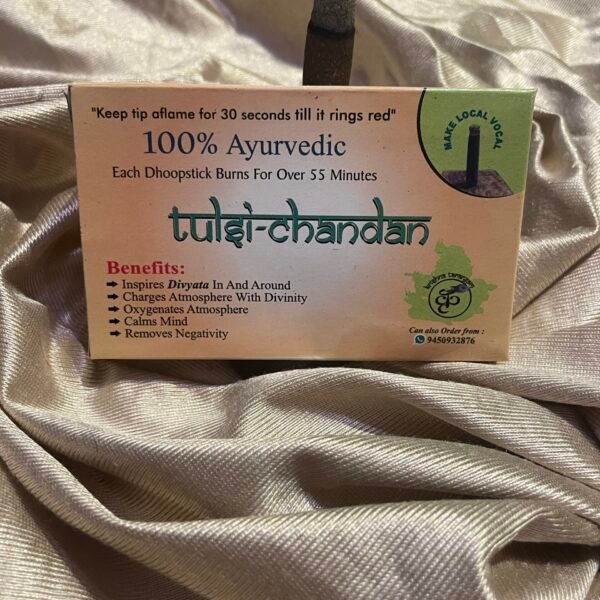 "Keep tip aflame for 30 seconds till it rings red"
100% Ayurvedic
Each Dhoopstick Burns For Over 55 Minutes
MAKE LOCAL VOCAL
tulsi-chandan
Benefits:
Inspires Divyata In And Around
Charges Atmosphere With Divinity
Oxygenates Atmosphere
Calms Mind
Removes Negativity
Can also Order from :
9450932876